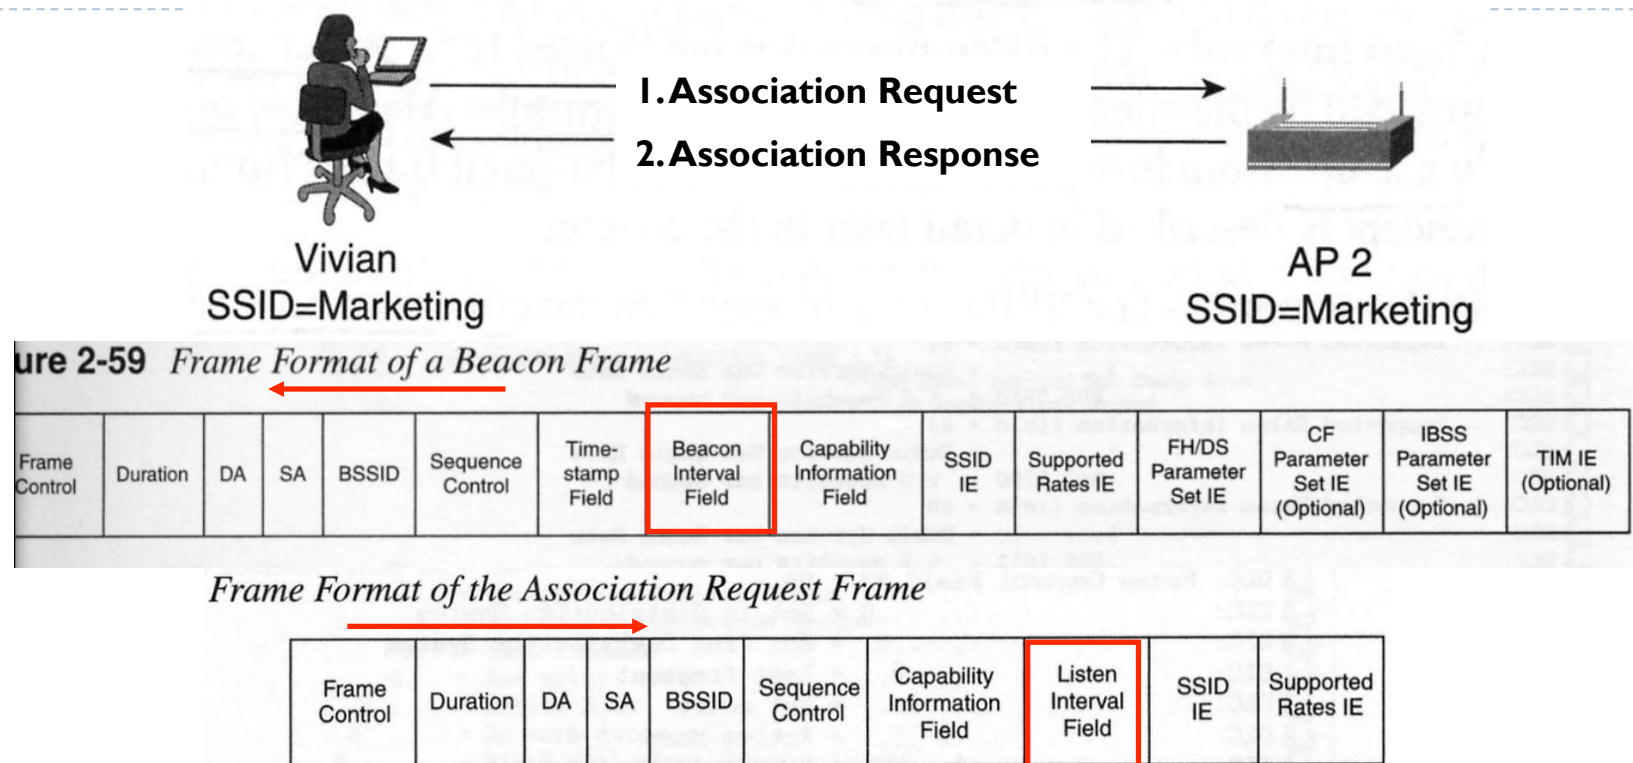 1. Association Request
2. Association Response
Vivian
SSID=Marketing
AP 2
SSID=Marketing
ure 2-59 Frame Format of a Beacon Frame
Frame Control
Duration
DA
SA
BSSID
Sequence Control
Time-stamp Field
Beacon Interval Field
Capability Information Field
SSID IE
Supported Rates IE
FH/DS Parameter Set IE
CF Parameter Set IE (Optional)
IBSS Parameter Set IE (Optional)
TIM IE (Optional)
Frame Format of the Association Request Frame
Frame Control
Duration
DA
SA
BSSID
Sequence Control
Capability Information Field
Listen Interval Field
SSID IE
Supported Rates IE